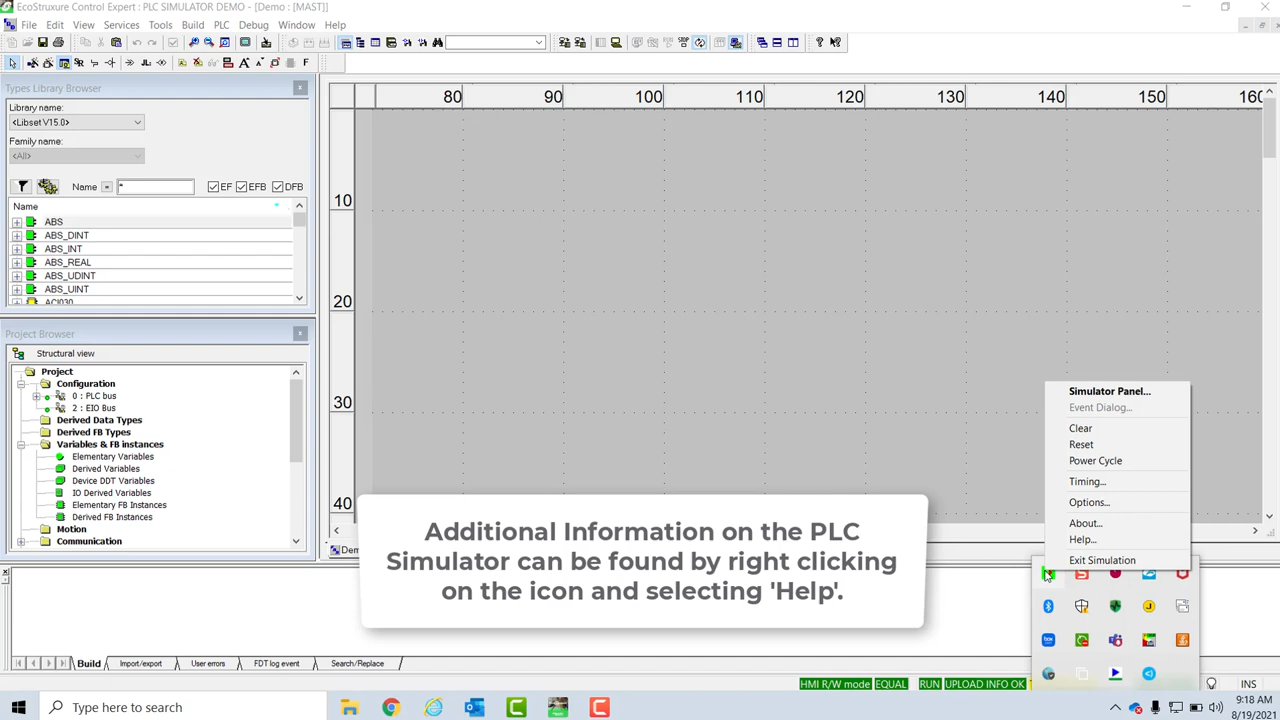 EcoStruxure Control Expert : PLC SIMULATOR DEMO - [Demo : [MAST]]
File Edit View Services Tools Build PLC Debug Window Help
Types Library Browser
Library name:
<Libset V15.0>
Family name:
<All>
Name = * EF EFB DFB
Name
ABS
ABS_DINT
ABS_INT
ABS_REAL
ABS_UDINT
ABS_UINT
ACI030
Project Browser
Structural view
Project
Configuration
0 : PLC bus
2 : EIO Bus
Derived Data Types
Derived FB Types
Variables & FB instances
Elementary Variables
Derived Variables
Device DDT Variables
IO Derived Variables
Elementary FB Instances
Derived FB Instances
Motion
Communication
80 90 100 110 120 130 140 150 160
10
20
30
40
Simulator Panel...
Event Dialog...
Clear
Reset
Power Cycle
Timing...
Options...
About...
Help...
Exit Simulation
Additional Information on the PLC
Simulator can be found by right clicking
on the icon and selecting 'Help'.
Build Import/export User errors FDT log event Search/Replace
HMI R/W mode EQUAL RUN UPLOAD INFO OK INS
Type here to search
9:18 AM
8/19/2021